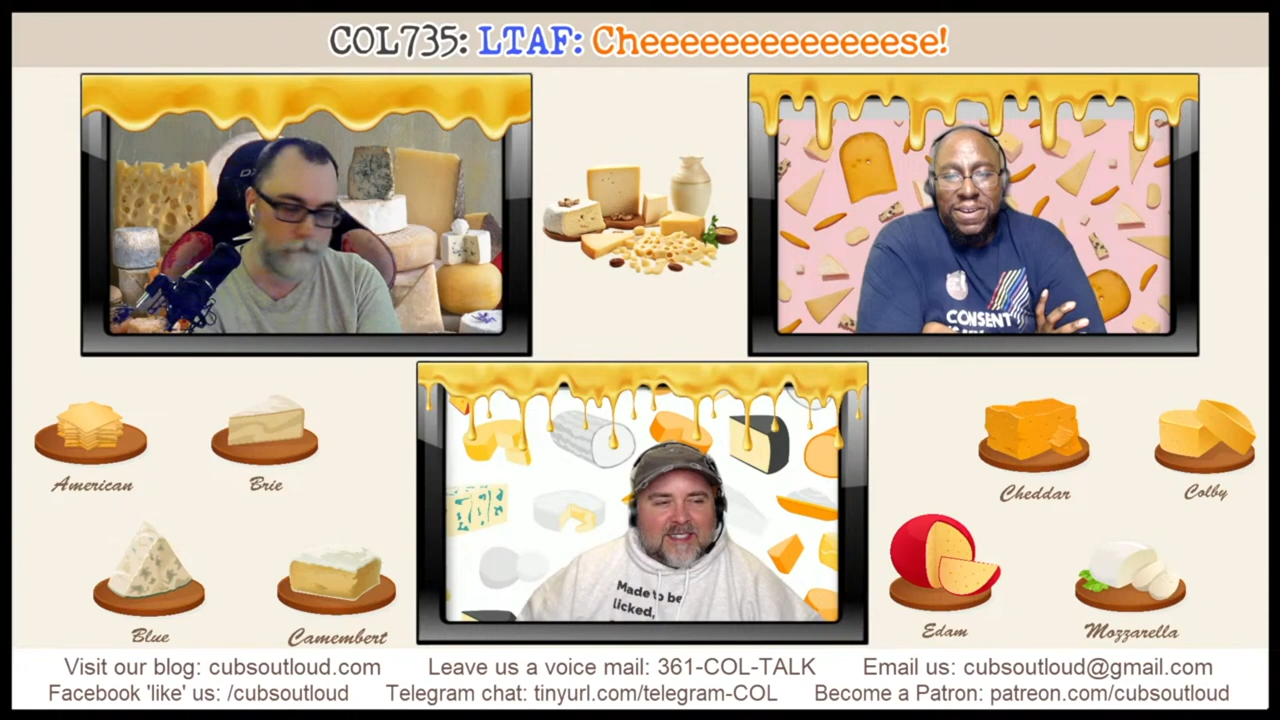 COL735: LTAF: Cheeeeeeeeeeeeeese!
CONSENT
American
Brie
Cheddar
Colby
Made to be
licked,
Blue
Camembert
Edam
Mozzarella
Visit our blog: cubsoutloud.com Leave us a voice mail: 361-COL-TALK Email us: cubsoutloud@gmail.com
Facebook 'like' us: /cubsoutloud Telegram chat: tinyurl.com/telegram-COL Become a Patron: patreon.com/cubsoutloud